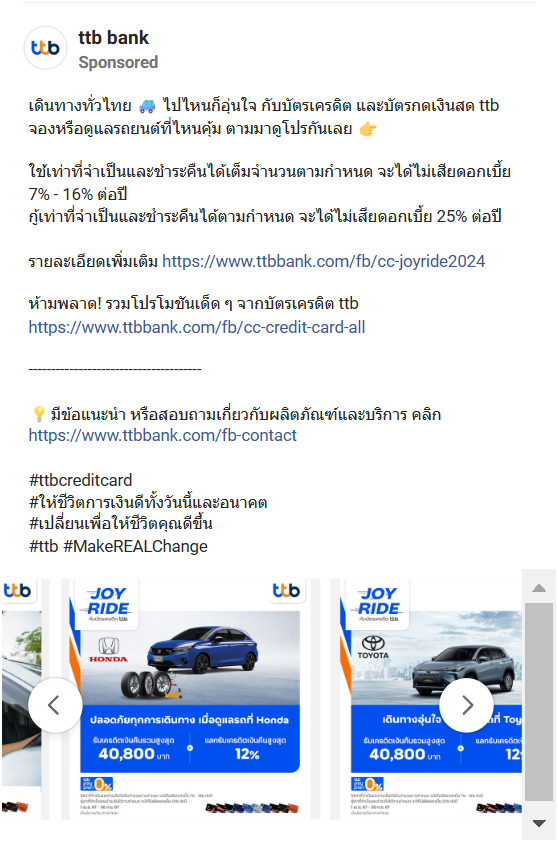 ttb bank
Sponsored
ttb
เดินทางทั่วไทย 🚙 ไปไหนก็อุ่นใจ กับบัตรเครดิต และบัตรกดเงินสด ttb
จองหรือดูแลรถยนต์ที่ไหนคุ้ม ตามมาดูโปรกันเลย 👉
ใช้เท่าที่จำเป็นและชำระคืนได้เต็มจำนวนตามกำหนด จะได้ไม่เสียดอกเบี้ย
7% - 16% ต่อปี
กู้เท่าที่จำเป็นและชำระคืนได้ตามกำหนด จะได้ไม่เสียดอกเบี้ย 25% ต่อปี
รายละเอียดเพิ่มเติม https://www.ttbbank.com/fb/cc-joyride2024
ห้ามพลาด! รวมโปรโมชันเด็ด ๆ จากบัตรเครดิต ttb
https://www.ttbbank.com/fb/cc-credit-card-all
-------------------------------------
💡มีข้อแนะนำ หรือสอบถามเกี่ยวกับผลิตภัณฑ์และบริการ คลิก
https://www.ttbbank.com/fb-contact
#ttbcreditcard
#ให้ชีวิตการเงินดีทั้งวันนี้และอนาคต
#เปลี่ยนเพื่อให้ชีวิตคุณดีขึ้น
#ttb #MakeREALChange
ttb
JOY
RIDE
กับบัตรเครดิต ttb
ttb
HONDA
ปลอดภัยทุกการเดินทาง เมื่อดูแลรถที่ Honda
รับเครดิตเงินคืนรวมสูงสุด
40,800 บาท
แลกรับเครดิตเงินคืนสูงสุด
12%
0%
JOY
RIDE
กับบัตรเครดิต ttb
TOYOTA
เดินทางอุ่นใจ
ที่ Toy
รับเครดิตเงินคืนรวมสูงสุด
40,800 บาท
แลกรับเครดิตเงินคืน
12
0%